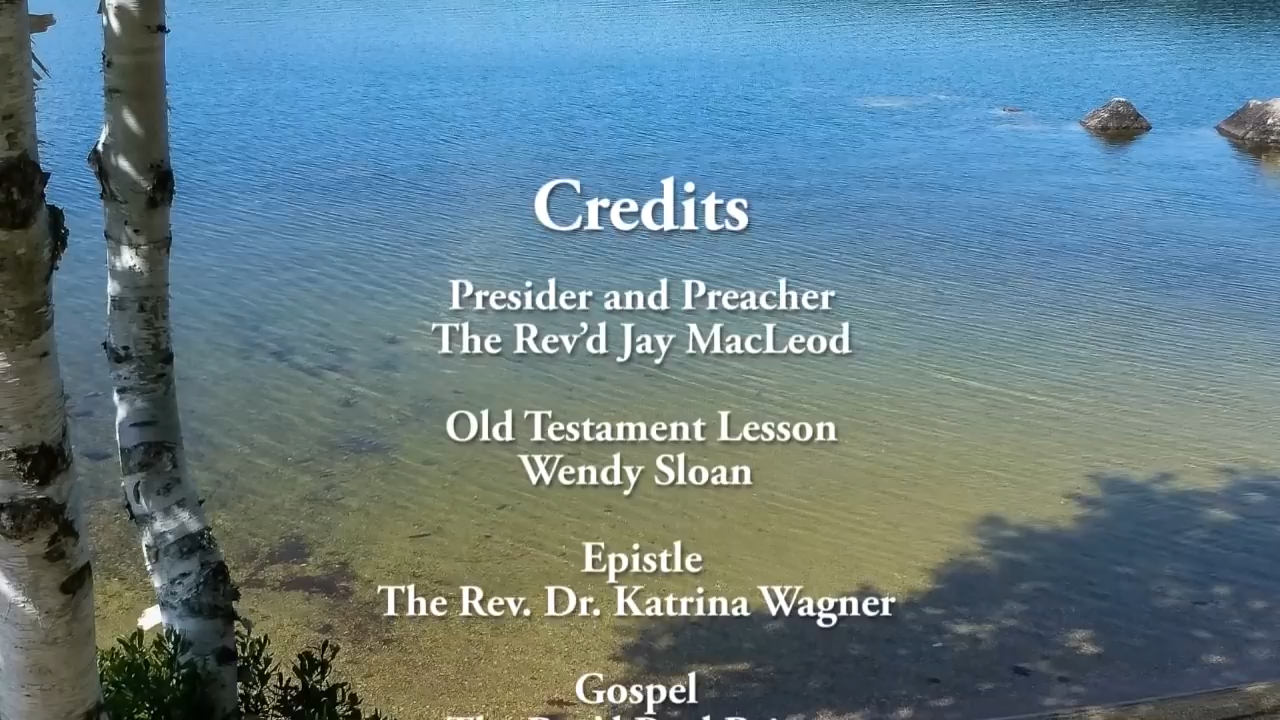 Credits
Presider and Preacher
The Rev'd Jay MacLeod
Old Testament Lesson
Wendy Sloan
Epistle
The Rev. Dr. Katrina Wagner
Gospel